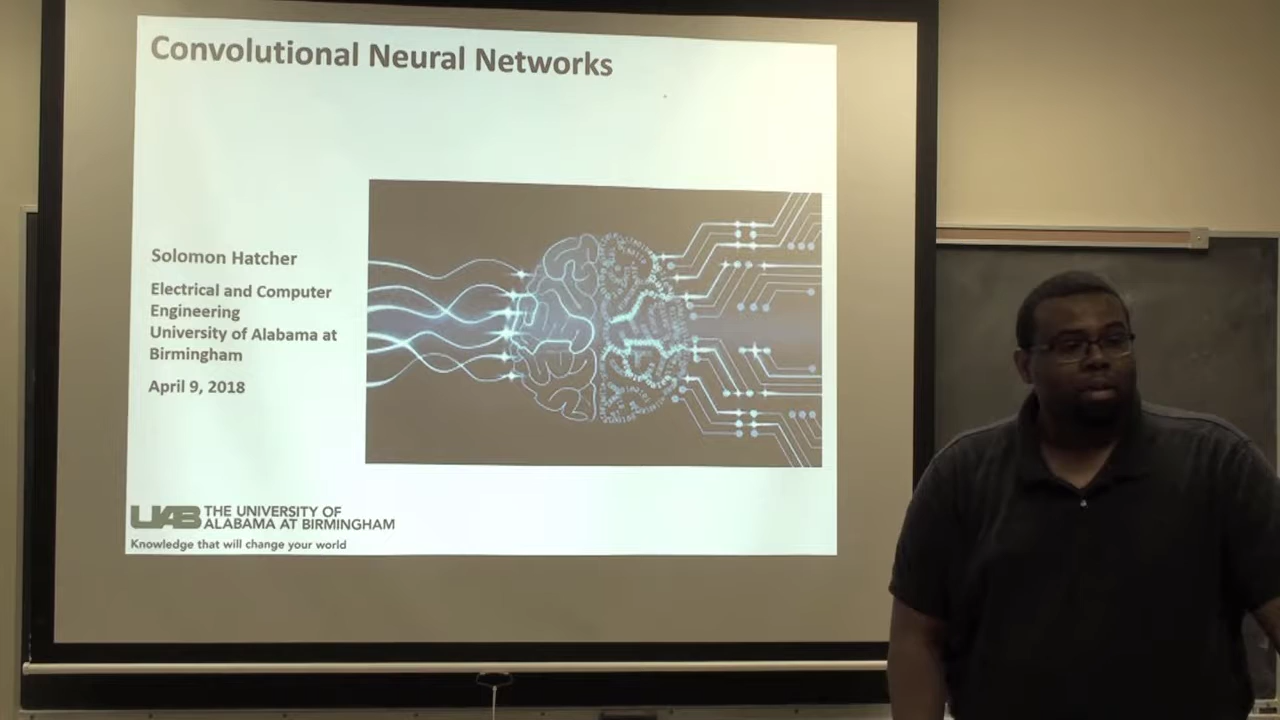 Convolutional Neural Networks
Solomon Hatcher
Electrical and Computer
Engineering
University of Alabama at
Birmingham
April 9, 2018
UAB THE UNIVERSITY OF
ALABAMA AT BIRMINGHAM
Knowledge that will change your world